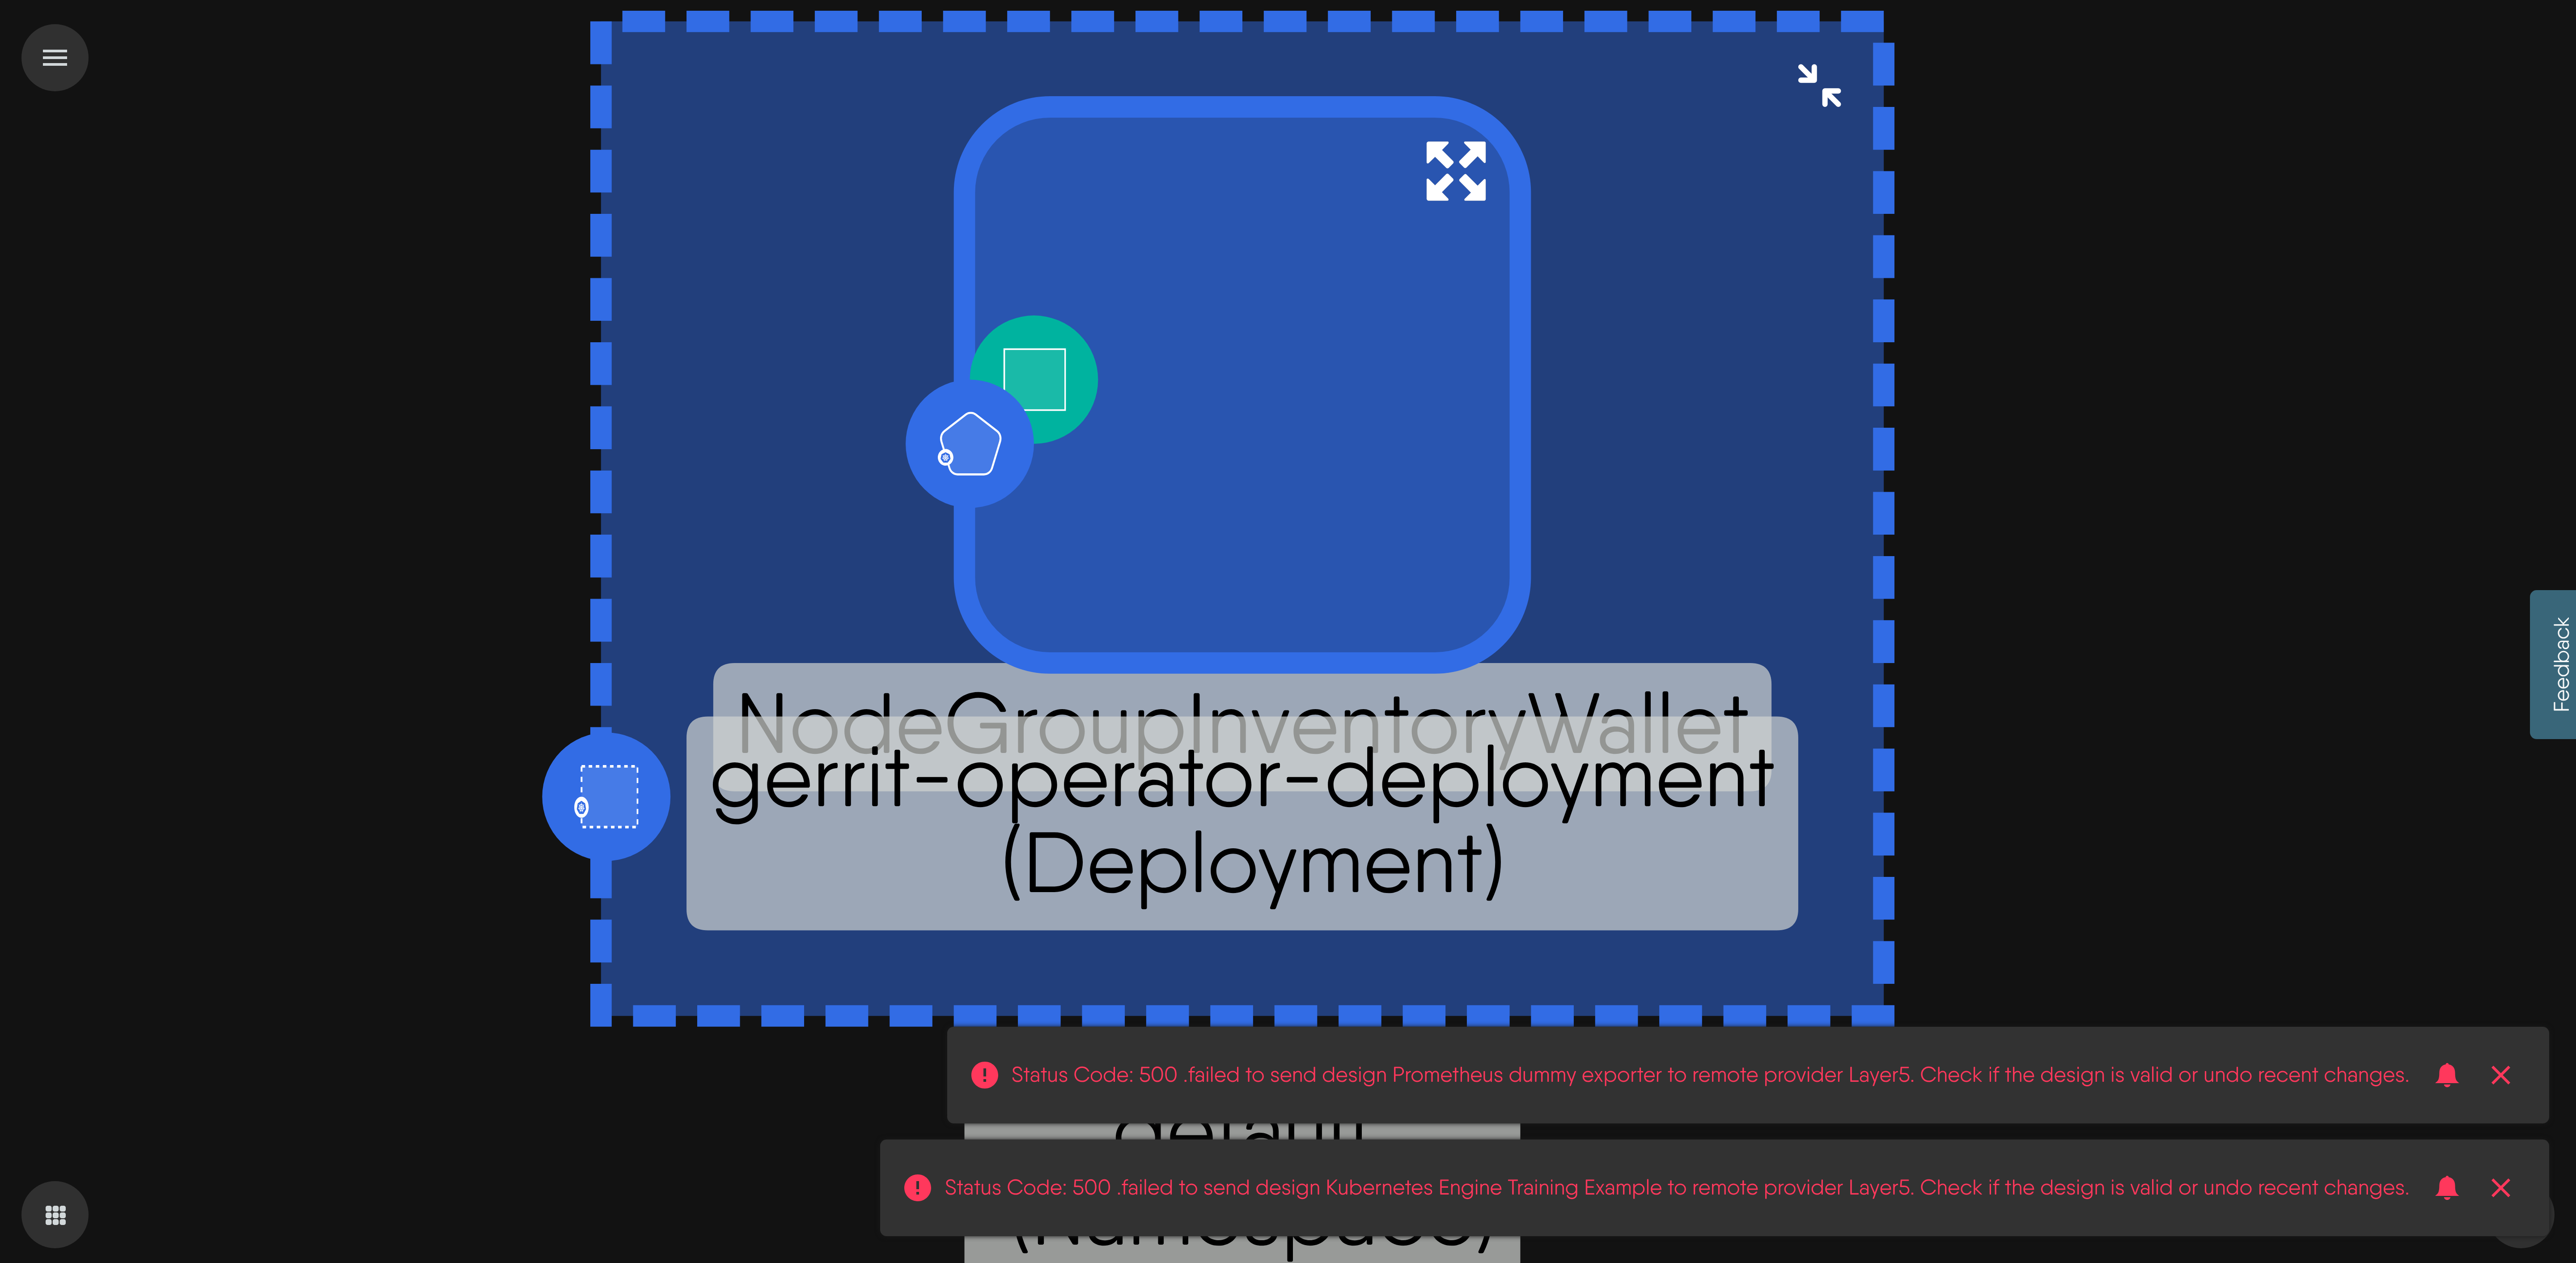 NodeGroupInventoryWallet
gerrit-operator-deployment
(Deployment)
Feedback
Status Code: 500 .failed to send design Prometheus dummy exporter to remote provider Layer5. Check if the design is valid or undo recent changes.
default
Status Code: 500 .failed to send design Kubernetes Engine Training Example to remote provider Layer5. Check if the design is valid or undo recent changes.
(Namespace)